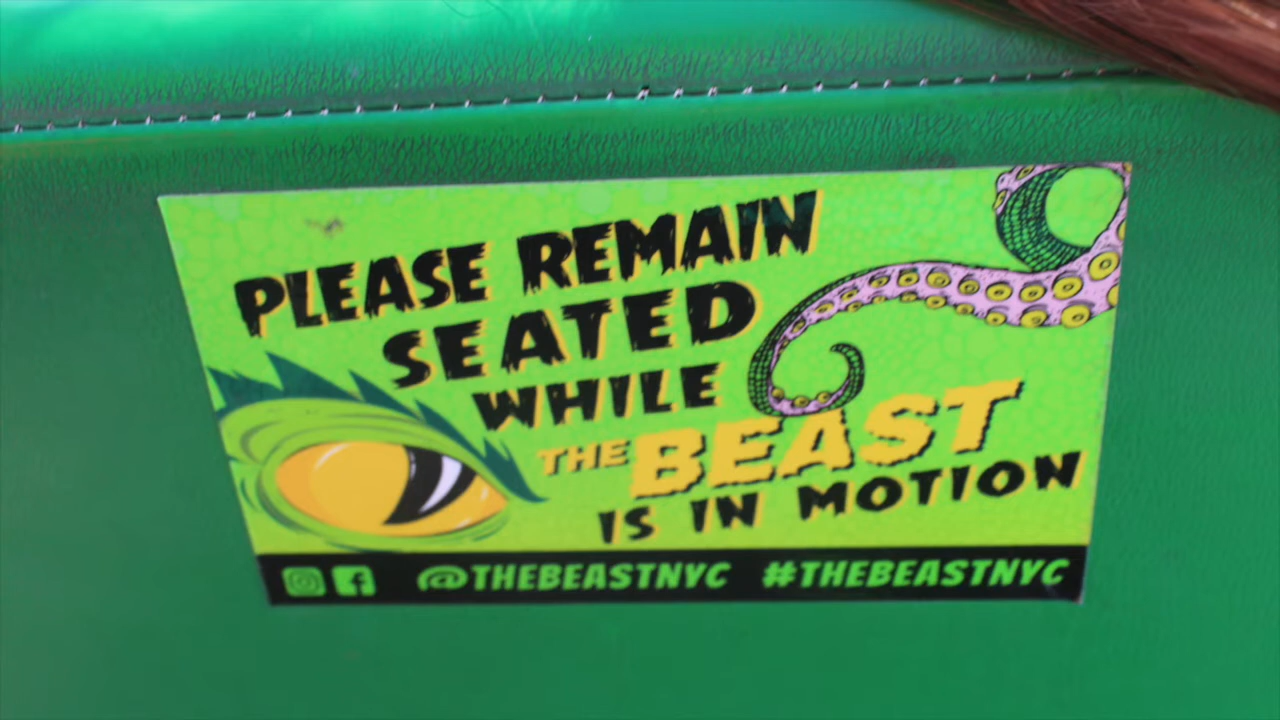 PLEASE REMAIN
SEATED
WHILE
THE BEAST
IS IN MOTION
@THEBEASTNYC #THEBEASTNYC